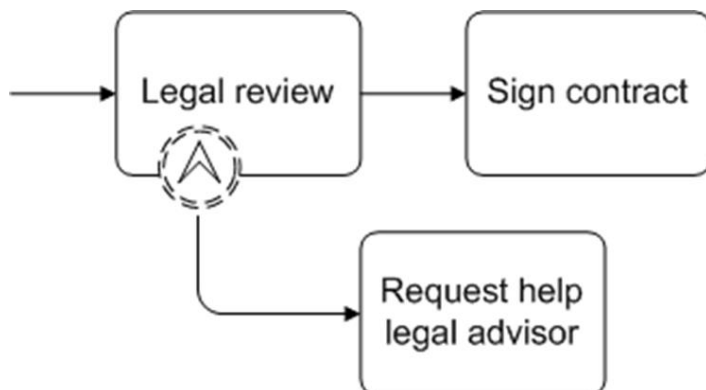 Legal review
Sign contract
Request help
legal advisor